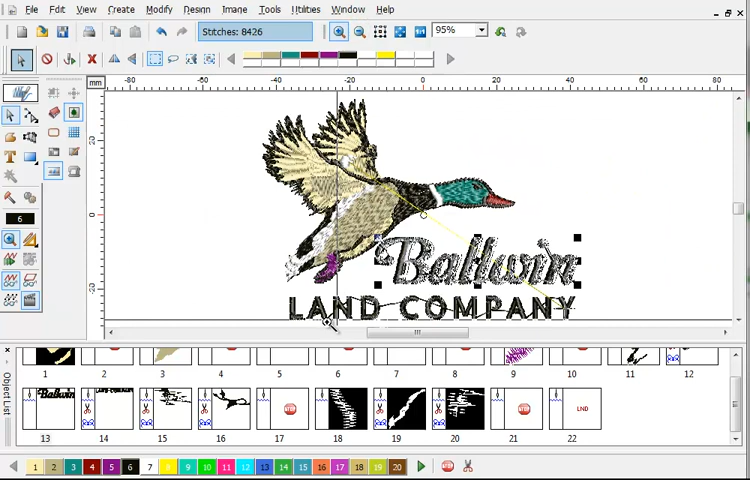 File Edit View Create Modify Design Image Tools Utilities Window Help
Stitches: 8426
95%
mm -80 -60 -40 -20 0 20 40 60 80
20
0
-20
6
Baldwin
LAND COMPANY
Object List
1 2 3 4 5 6 7 8 9 10 11 12
Baldwin
LND
13 14 15 16 17 18 19 20 21 22
1 2 3 4 5 6 7 8 9 10 11 12 13 14 15 16 17 18 19 20